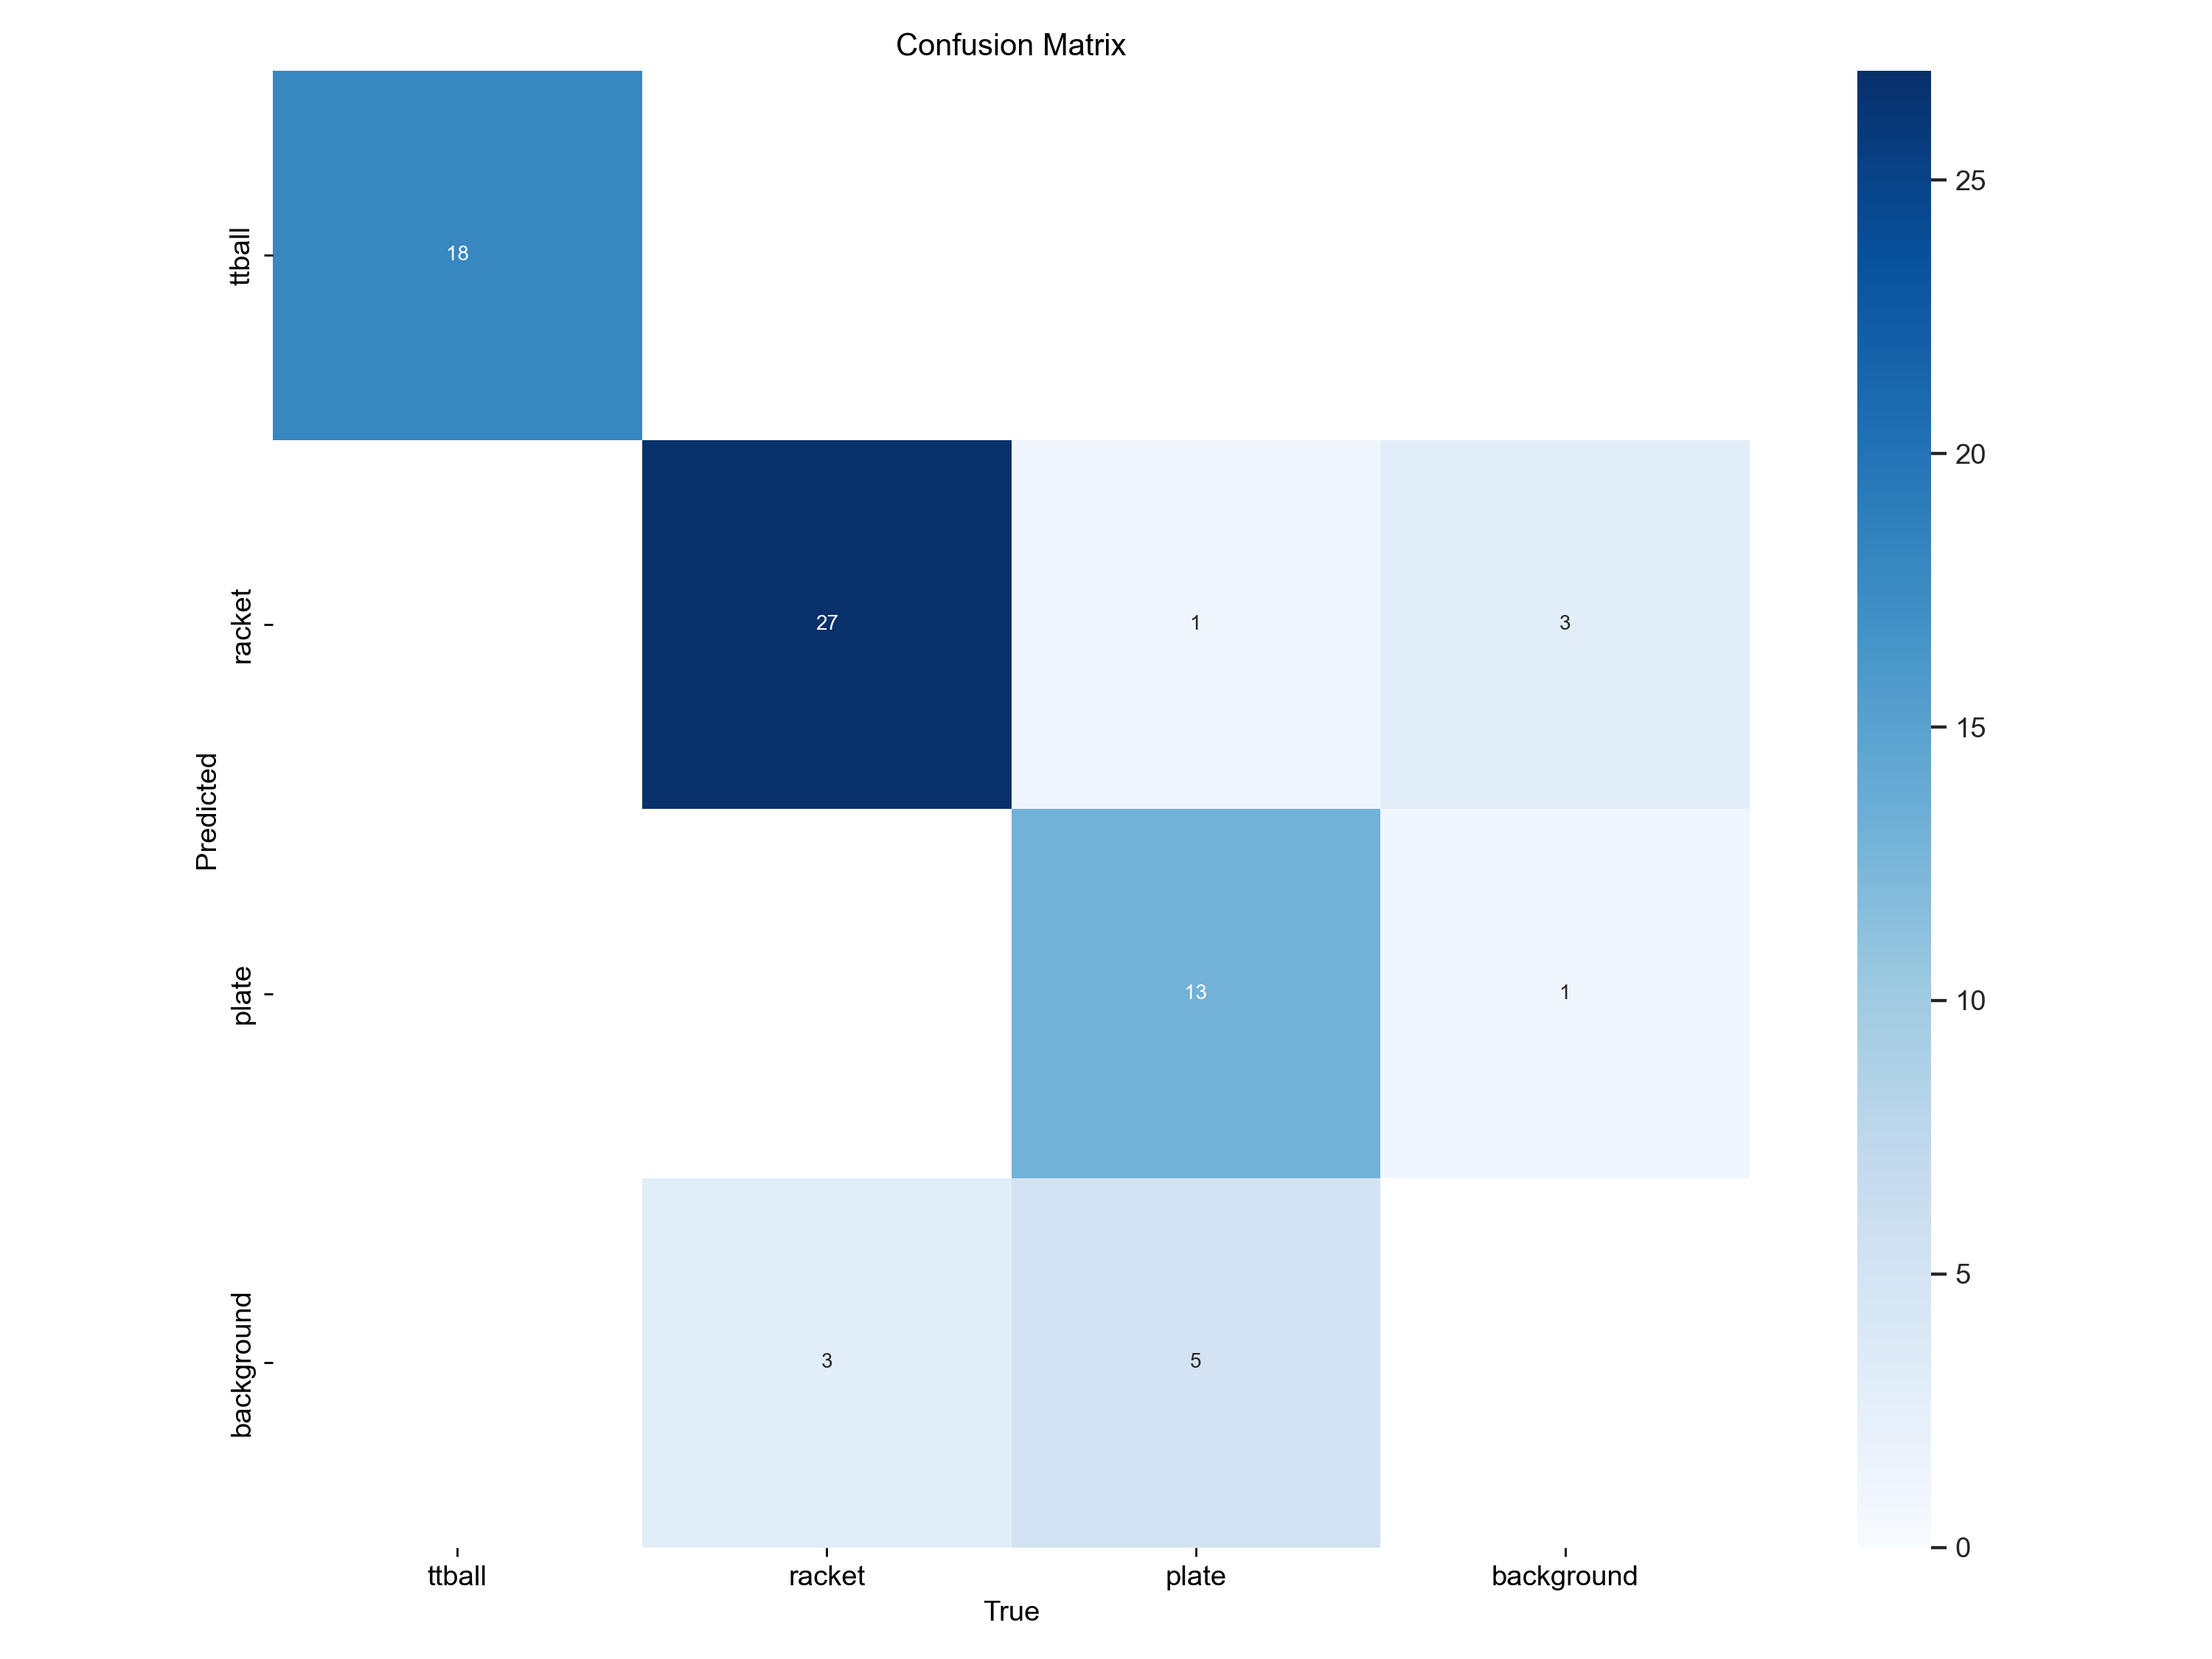 Confusion Matrix
ttball
18
racket
27 1 3
plate
13 1
background
3 5
Predicted
ttball racket plate background
True
25
20
15
10
5
0